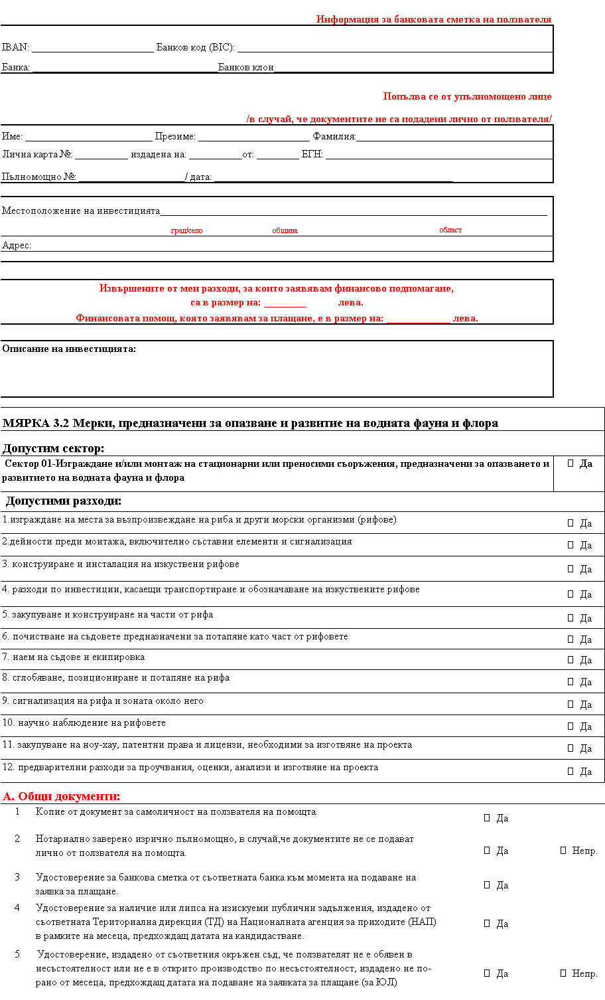 Информация за банковата сметка на ползвателя
IBAN: _______________________ Банков код (BIC): ____________________________________________________________
Банка: ___________________________________Банков клон_____________________________________________________
Попълва се от упълномощено лице
/в случай, че документите не са подадени лично от ползвателя/
Име: ________________________ Презиме: _____________________ Фамилия:_____________________________________
Лична карта №: __________ издадена на: __________от: ________ ЕГН: ___________________________________________
Пълномощно №: ____________________/ дата: _____________________________________________
Местоположение на инвестицията_________________________________________________________________________
град/село община област
Адрес:
Извършените от мен разходи, за които заявявам финансово подпомагане,
са в размер на: ________ лева.
Финансовата помощ, която заявявам за плащане, е в размер на: ____________ лева.
Описание на инвестицията:
МЯРКА 3.2 Мерки, предназначени за опазване и развитие на водната фауна и флора
Допустим сектор:
Сектор 01-Изграждане и/или монтаж на стационарни или преносими съоръжения, предназначени за опазването и
развитието на водната фауна и флора
☐ Да
Допустими разходи:
1.изграждане на места за възпроизвеждане на риба и други морски организми (рифове) ☐ Да
2.дейности преди монтажа, включително съставни елементи и сигнализация ☐ Да
3. конструиране и инсталация на изкуствени рифове ☐ Да
4. разходи по инвестиции, касаещи транспортиране и обозначаване на изкуствените рифове ☐ Да
5. закупуване и конструиране на части от рифа ☐ Да
6. почистване на съдовете предназначени за потапяне като част от рифовете ☐ Да
7. наем на съдове и екипировка ☐ Да
8. сглобяване, позициониране и потапяне на рифа ☐ Да
9. сигнализация на рифа и зоната около него ☐ Да
10. научно наблюдение на рифовете ☐ Да
11. закупуване на ноу-хау, патентни права и лицензи, необходими за изготвяне на проекта ☐ Да
12. предварителни разходи за проучвания, оценки, анализи и изготвяне на проекта ☐ Да
А. Общи документи:
1 Копие от документ за самоличност на ползвателя на помощта. ☐ Да
2 Нотариално заверено изрично пълномощно, в случай,че документите не се подават
лично от ползвателя на помощта. ☐ Да ☐ Непр.
3 Удостоверение за банкова сметка от съответната банка към момента на подаване на
заявка за плащане. ☐ Да
4 Удостоверение за наличие или липса на изискуеми публични задължения, издадено от
съответната Териториална дирекция (ТД) на Националната агенция за приходите (НАП)
в рамките на месеца, предхождащ датата на кандидастване. ☐ Да
5 Удостоверение, издадено от съответния окръжен съд, че ползвателят не е обявен в
несъстоятелност или не е в открито производство по несъстоятелност, издадено не по-
рано от месеца, предхождащ датата на подаване на заявката за плащане (за ЮЛ) ☐ Да ☐ Непр.